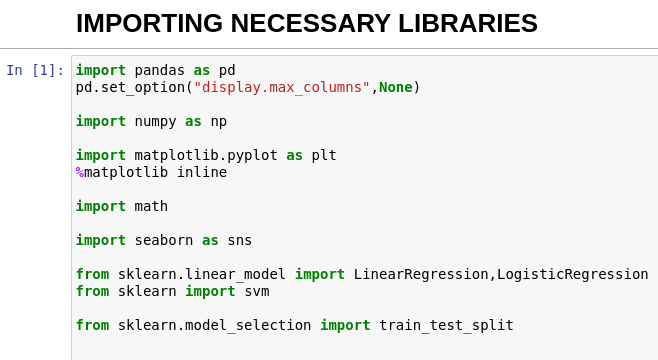 IMPORTING NECESSARY LIBRARIES
In [1]:
import pandas as pd
pd.set_option("display.max_columns",None)
import numpy as np
import matplotlib.pyplot as plt
%matplotlib inline
import math
import seaborn as sns
from sklearn.linear_model import LinearRegression,LogisticRegression
from sklearn import svm
from sklearn.model_selection import train_test_split